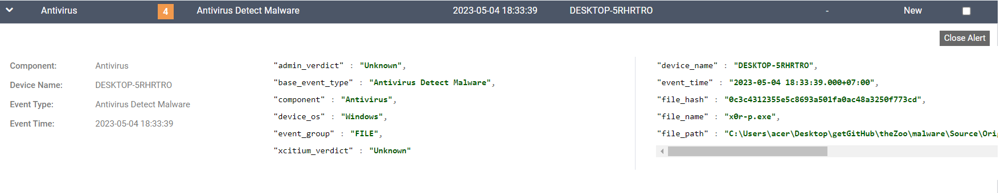 Antivirus 4 Antivirus Detect Malware 2023-05-04 18:33:39 DESKTOP-5RHRTRO - New
Close Alert
Component: Antivirus
Device Name: DESKTOP-5RHRTRO
Event Type: Antivirus Detect Malware
Event Time: 2023-05-04 18:33:39
"admin_verdict" : "Unknown",
"base_event_type" : "Antivirus Detect Malware",
"component" : "Antivirus",
"device_os" : "Windows",
"event_group" : "FILE",
"xcitium_verdict" : "Unknown"
"device_name" : "DESKTOP-5RHRTRO",
"event_time" : "2023-05-04 18:33:39.000+07:00",
"file_hash" : "0c3c4312355e5c8693a501fa0ac48a3250f773cd",
"file_name" : "x0r-p.exe",
"file_path" : "C:\Users\acer\Desktop\getGitHub\theZoo\malware\Source\Orig